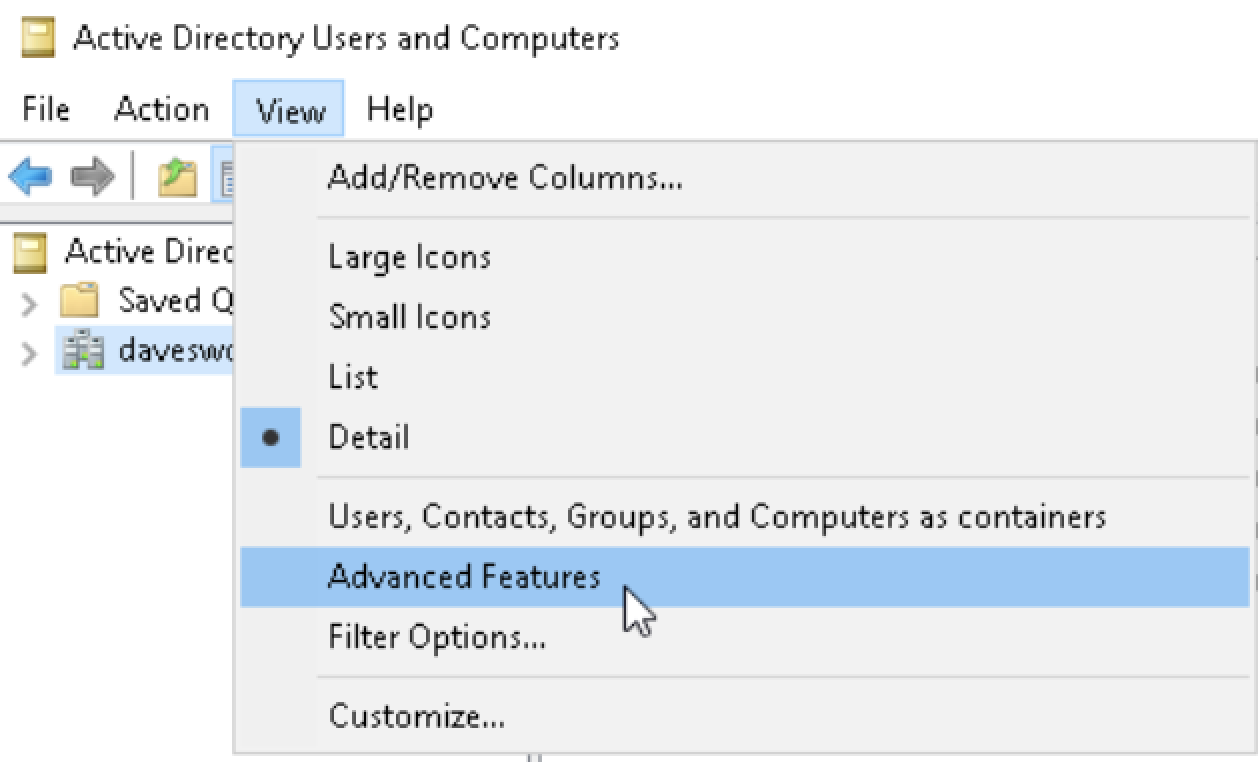 Active Directory Users and Computers
File Action View Help
Add/Remove Columns...
Active Direc
Large Icons
Saved Q
Small Icons
daveswo
List
Detail
Users, Contacts, Groups, and Computers as containers
Advanced Features
Filter Options...
Customize...